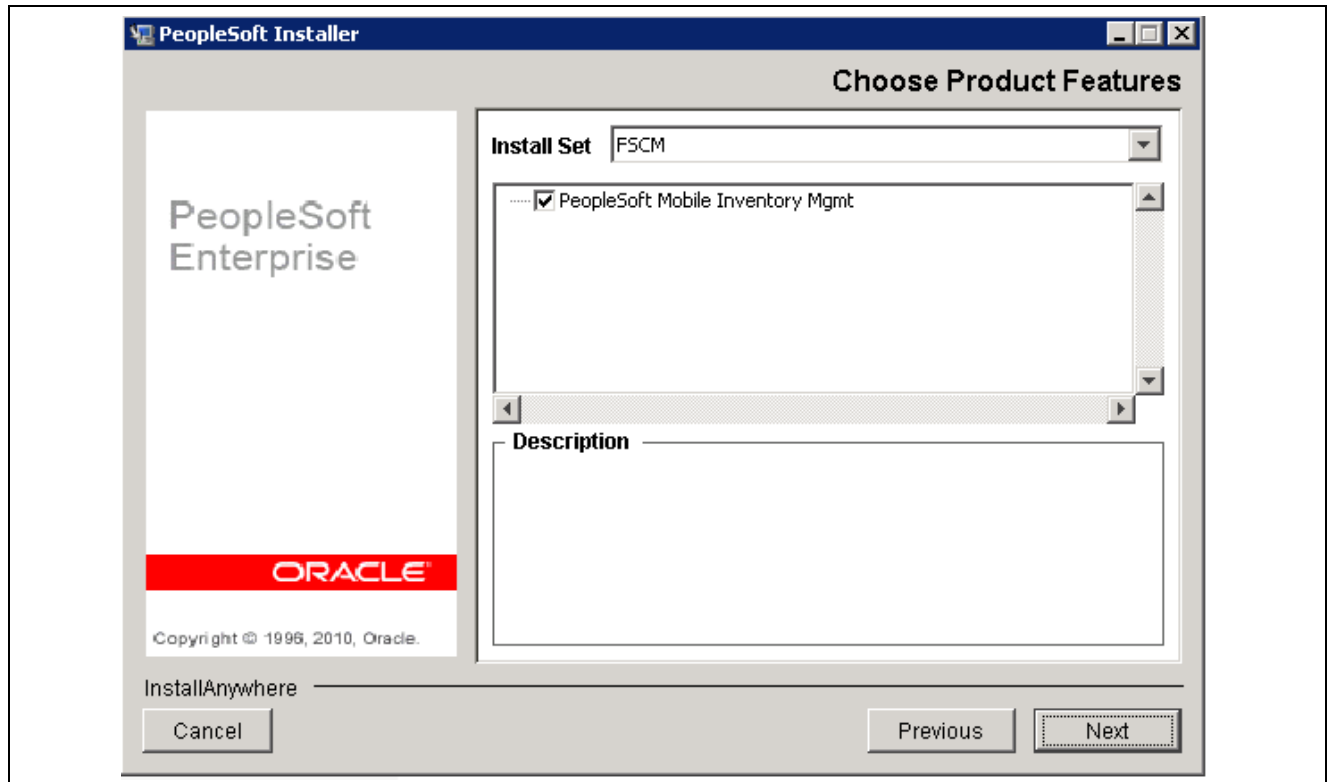 PeopleSoft Installer
Choose Product Features
PeopleSoft
Enterprise
ORACLE®
Copyright © 1996, 2010, Oracle.
Install Set FSCM
PeopleSoft Mobile Inventory Mgmt
Description
InstallAnywhere
Cancel
Previous
Next